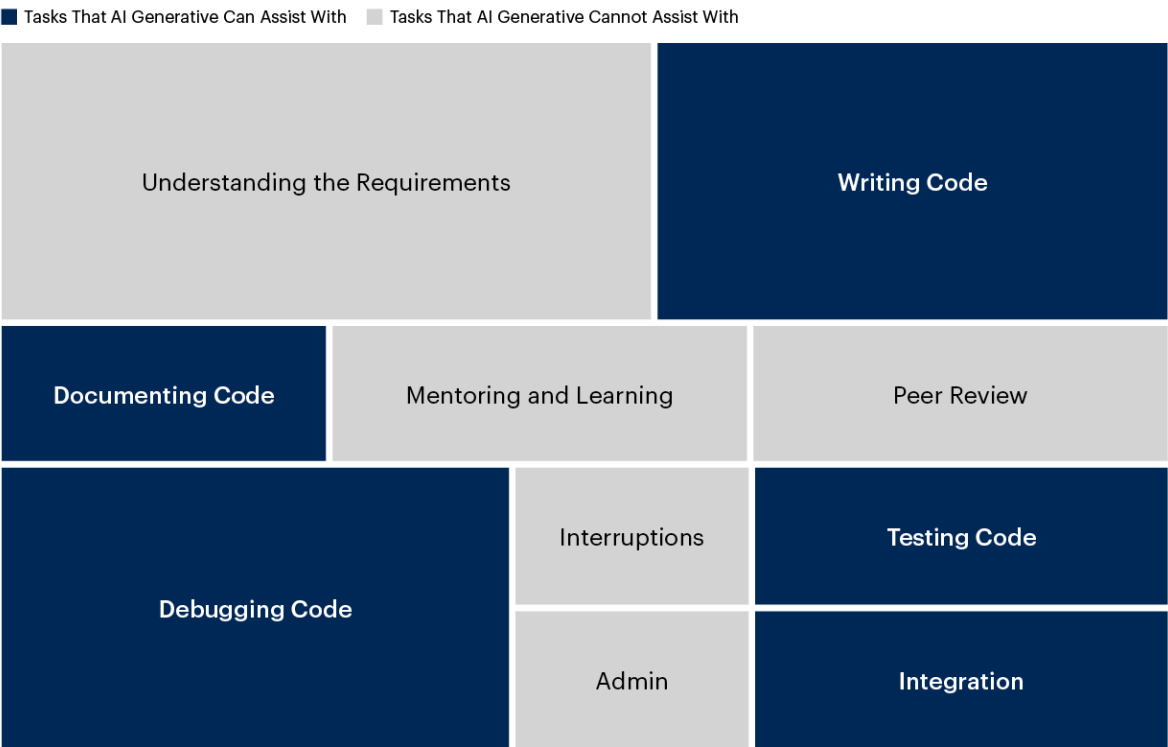 Tasks That AI Generative Can Assist With
Tasks That AI Generative Cannot Assist With
Understanding the Requirements
Writing Code
Documenting Code
Mentoring and Learning
Peer Review
Debugging Code
Interruptions
Testing Code
Admin
Integration